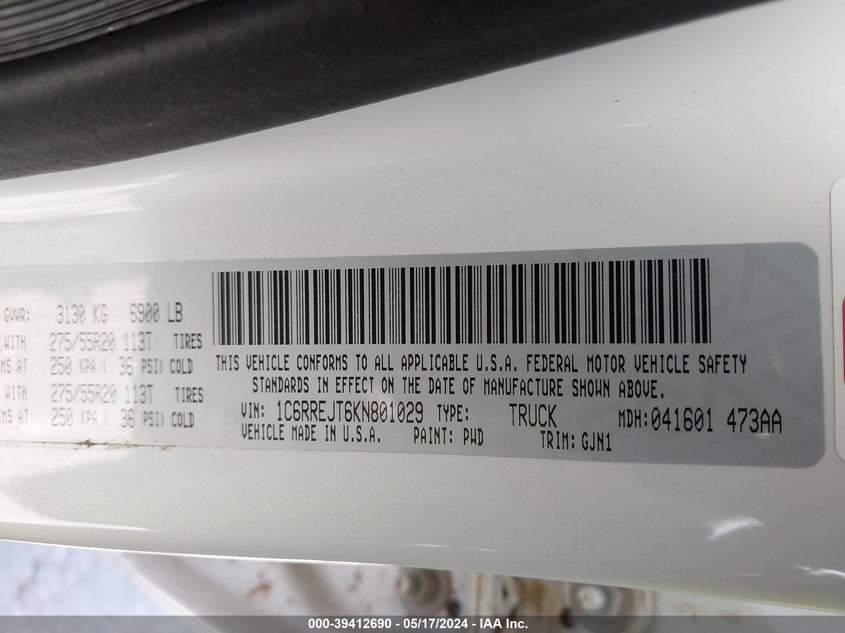 GVWR: 3130 KG 6900 LB
WITH 275/55R20 113T TIRES
MS AT 250 KPA ( 36 PSI) COLD
WITH 275/55R20 113T TIRES
MS AT 250 KPA ( 36 PSI) COLD
THIS VEHICLE CONFORMS TO ALL APPLICABLE U.S.A. FEDERAL MOTOR VEHICLE SAFETY
STANDARDS IN EFFECT ON THE DATE OF MANUFACTURE SHOWN ABOVE.
VIN: 1C6RREJT6KN801029 TYPE: TRUCK MDH:041601 473AA
VEHICLE MADE IN U.S.A. PAINT: PWD TRIM: GJN1
000-39412690 - 05/17/2024 - IAA Inc.